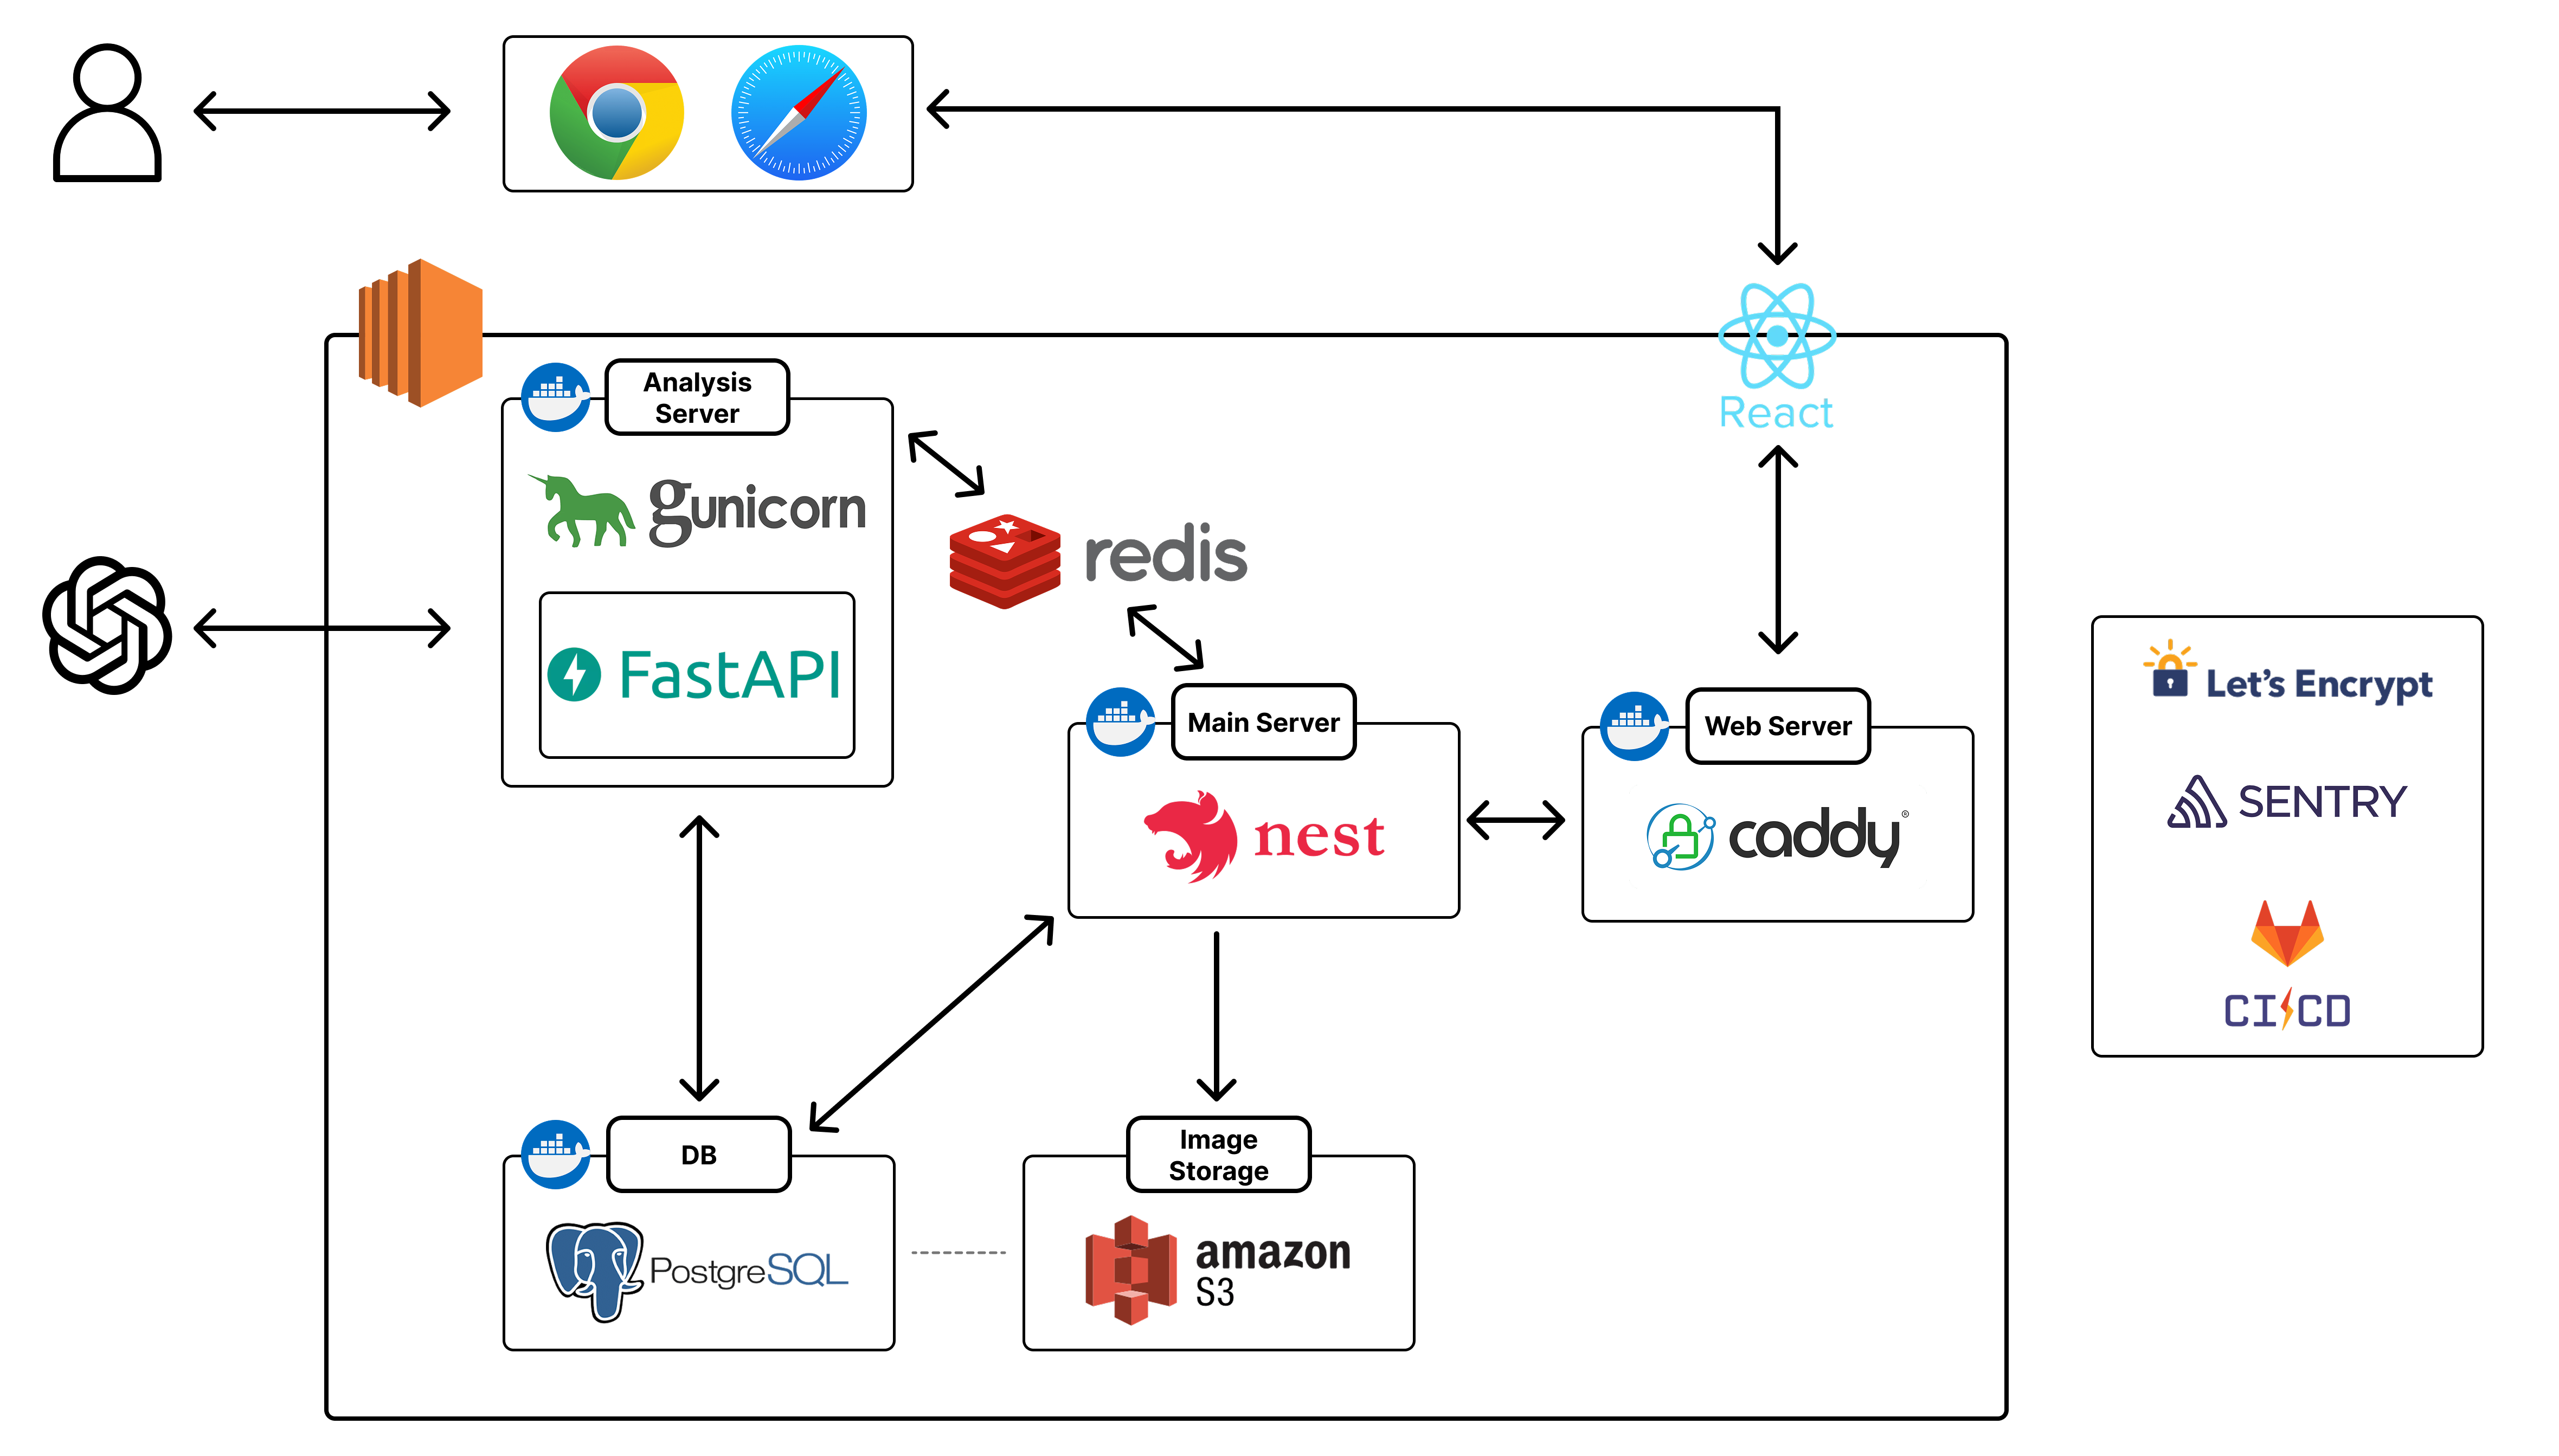 React
Analysis
Server
gunicorn
FastAPI
redis
Main Server
nest
Web Server
caddy®
Let's Encrypt
SENTRY
CI CD
DB
PostgreSQL
Image
Storage
amazon
S3